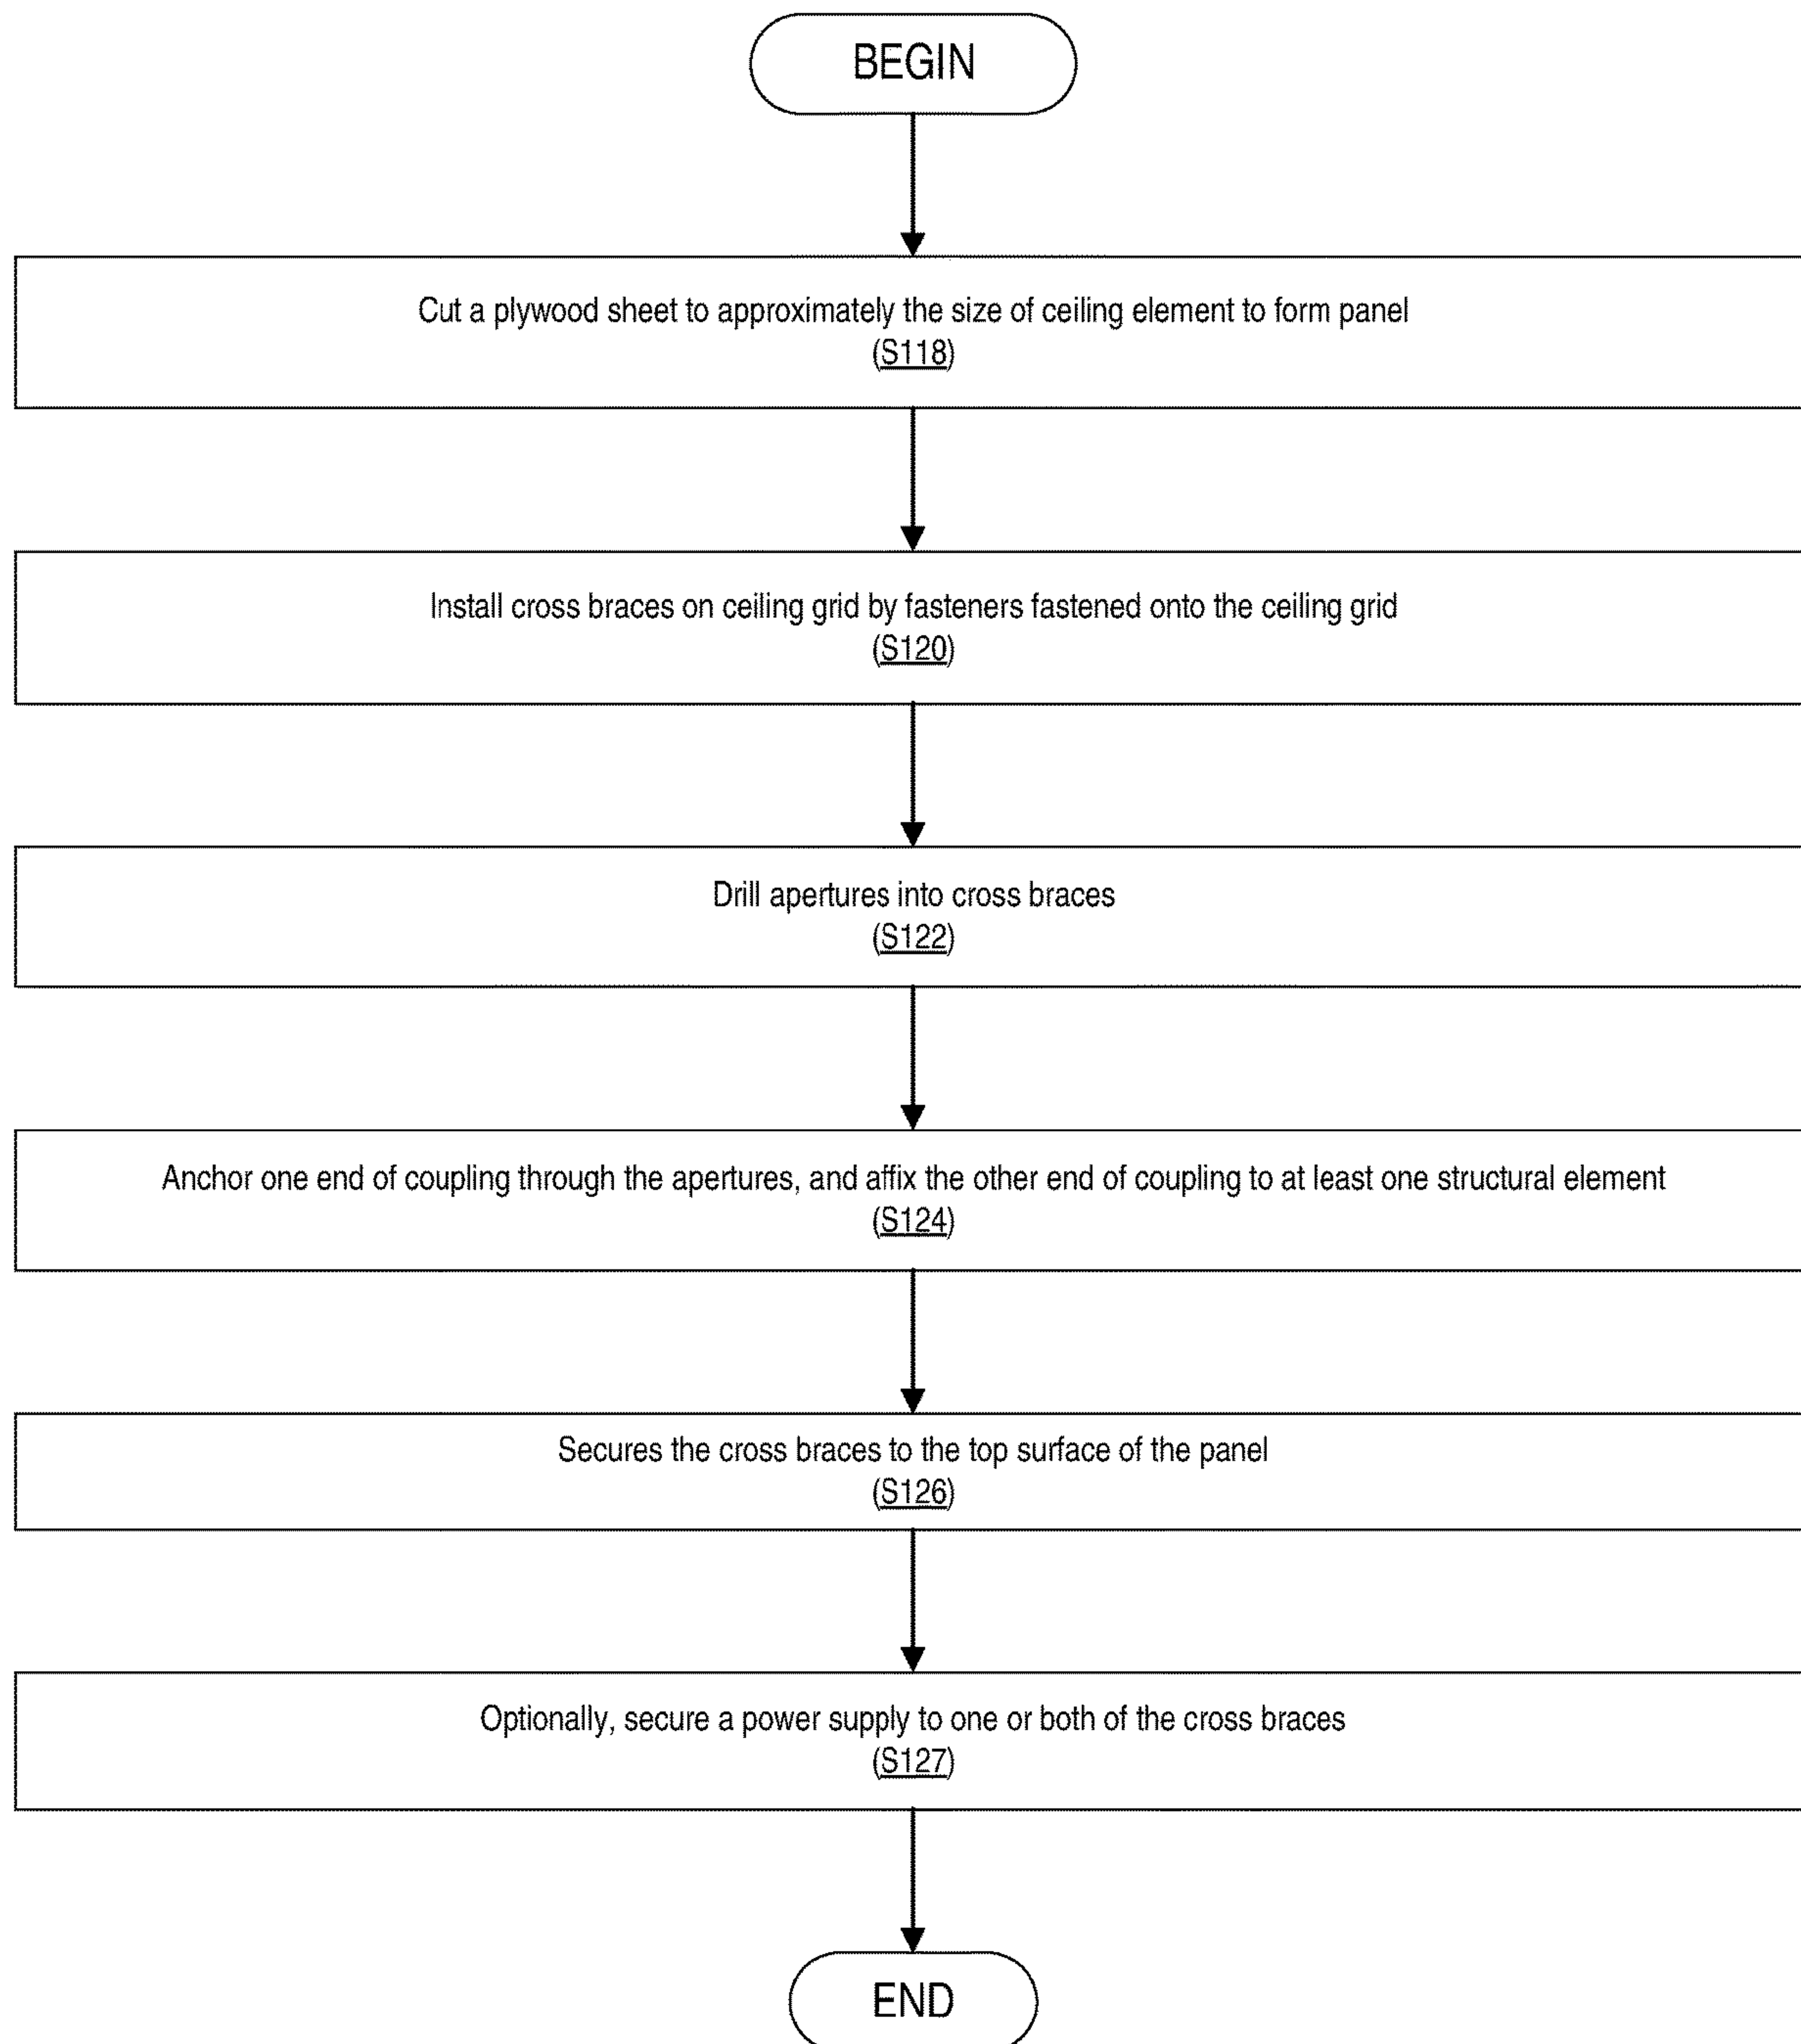 BEGIN
Cut a plywood sheet to approximately the size of ceiling element to form panel
(S118)
Install cross braces on ceiling grid by fasteners fastened onto the ceiling grid
(S120)
Drill apertures into cross braces
(S122)
Anchor one end of coupling through the apertures, and affix the other end of coupling to at least one structural element
(S124)
Secures the cross braces to the top surface of the panel
(S126)
Optionally, secure a power supply to one or both of the cross braces
(S127)
END